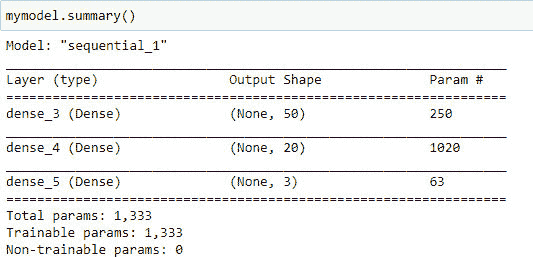 mymodel.summary()
Model: "sequential_1"
Layer (type) Output Shape Param #
dense_3 (Dense) (None, 50) 250
dense_4 (Dense) (None, 20) 1020
dense_5 (Dense) (None, 3) 63
Total params: 1,333
Trainable params: 1,333
Non-trainable params: 0